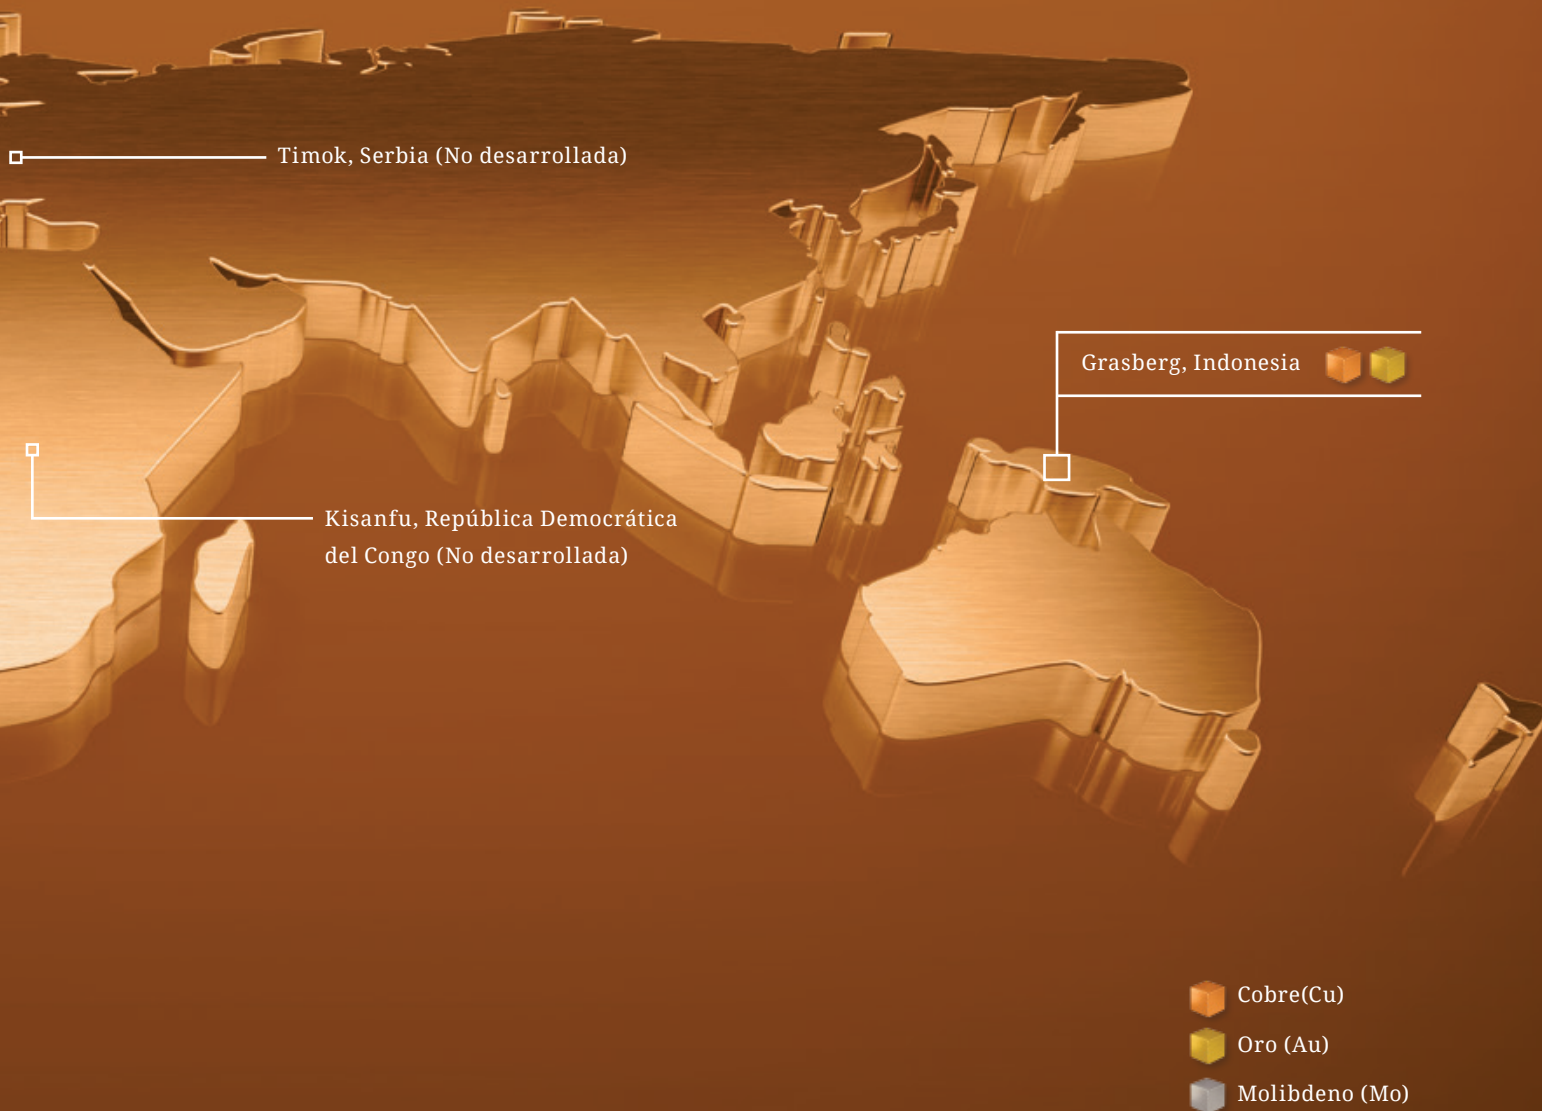 Timok, Serbia (No desarrollada)
Grasberg, Indonesia
Kisanfu, República Democrática
del Congo (No desarrollada)
Cobre(Cu)
Oro (Au)
Molibdeno (Mo)